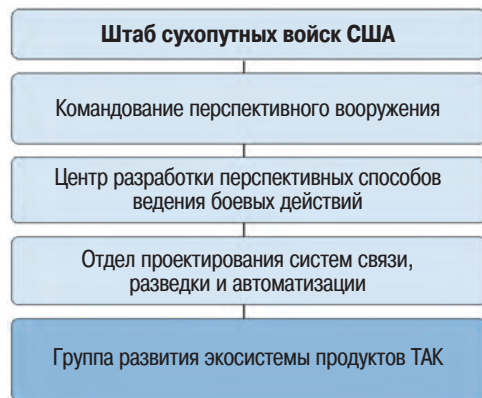 Штаб сухопутных войск США
Командование перспективного вооружения
Центр разработки перспективных способов
ведения боевых действий
Отдел проектирования систем связи,
разведки и автоматизации
Группа развития экосистемы продуктов ТАК